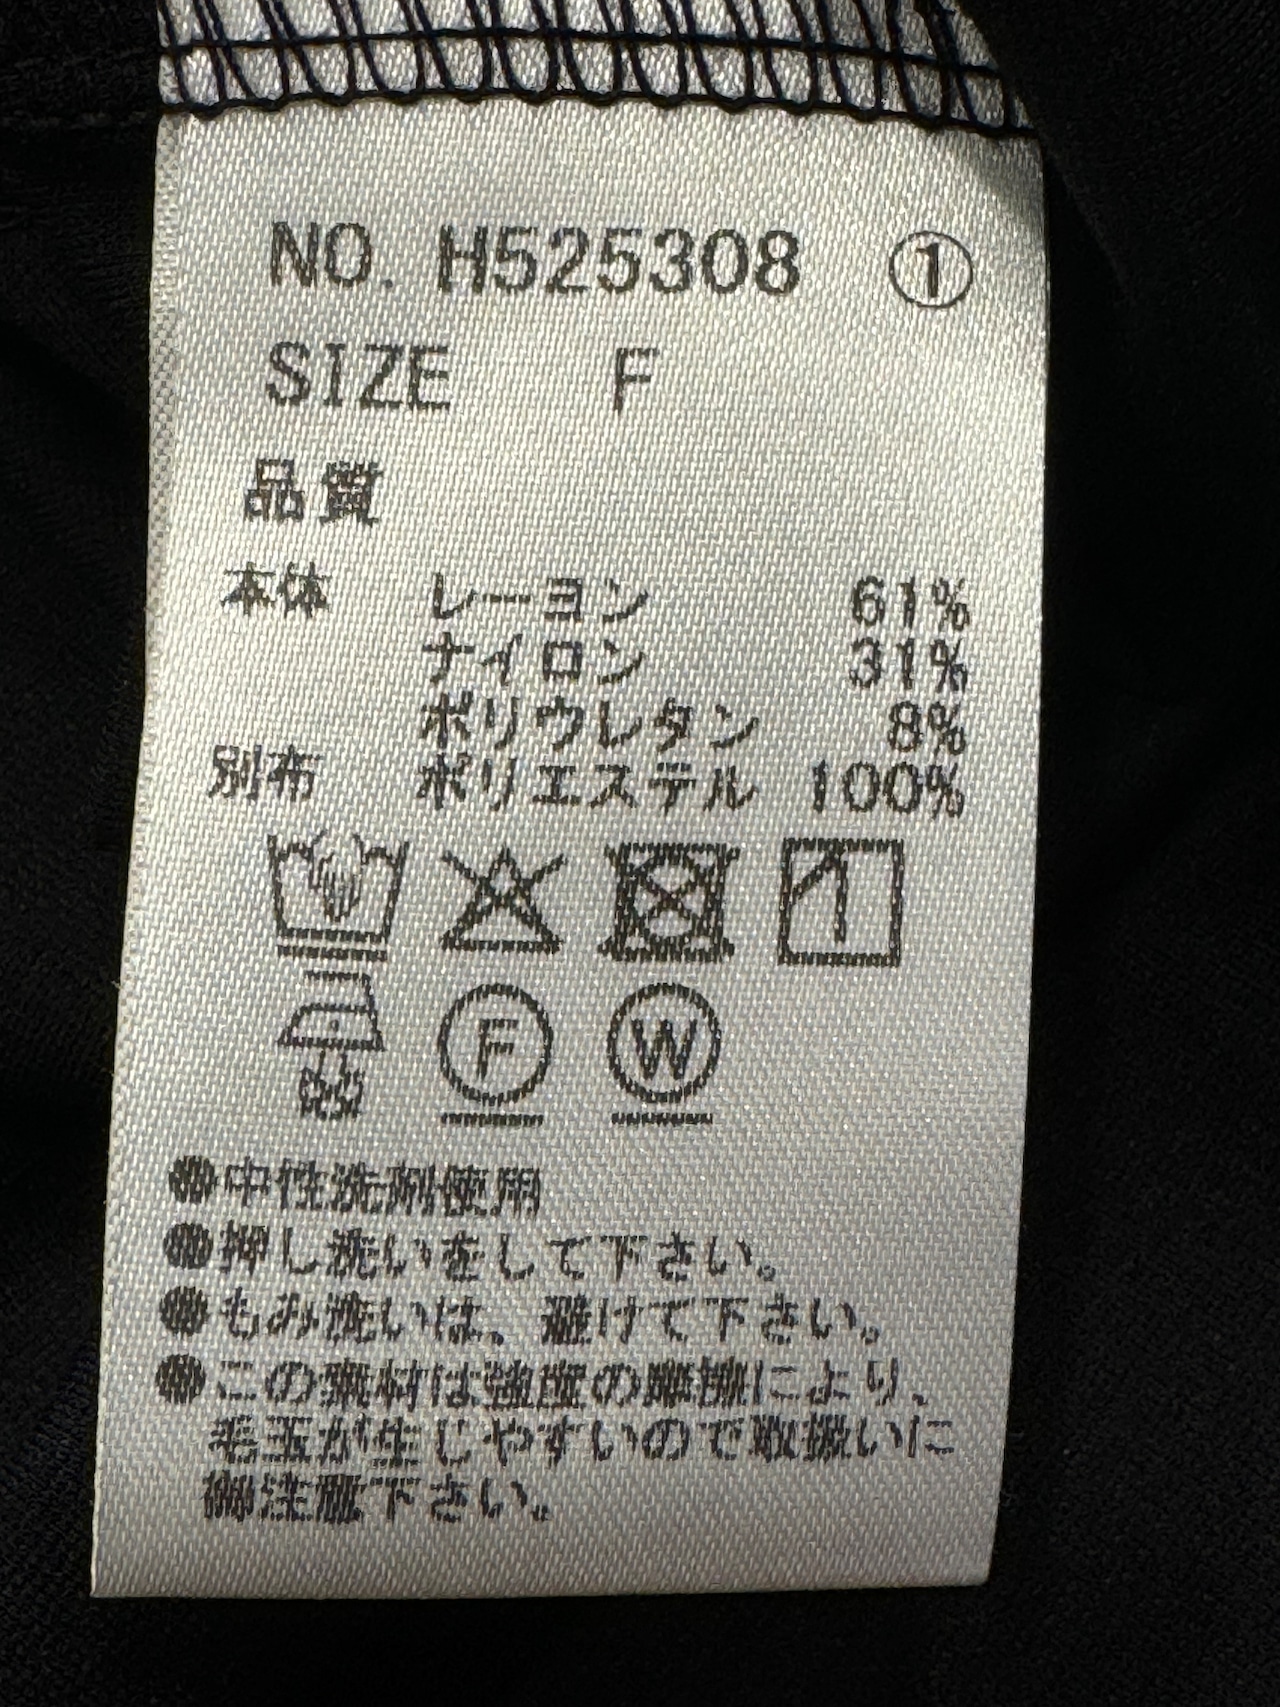 NO. H525308 ①
SIZE F
品質
本体 レーヨン 61%
ナイロン 31%
ポリウレタン 8%
別布 ポリエステル 100%
F W
●中性洗剤使用
●押し洗いをして下さい。
●もみ洗いは、避けて下さい。
●この素材は強度の摩擦により、
毛玉が生じやすいので取扱いに
御注意下さい。